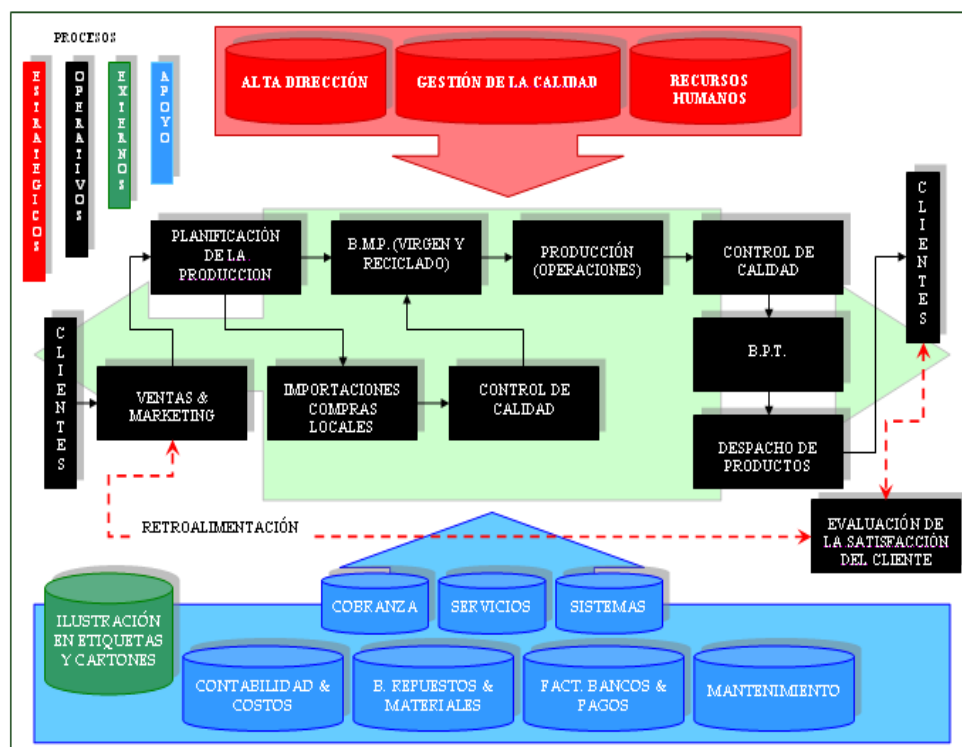 PROCESOS
ESTRATEGICOS
OPERATIVOS
EXTERNOS
APOYO
ALTA DIRECCIÓN
GESTIÓN DE LA CALIDAD
RECURSOS
HUMANOS
CLIENTES
PLANIFICACIÓN
DE LA
PRODUCCION
B.M.P. (VIRGEN Y
RECICLADO)
PRODUCCIÓN
(OPERACIONES)
CONTROL DE
CALIDAD
CLIENTES
VENTAS &
MARKETING
IMPORTACIONES
COMPRAS
LOCALES
CONTROL DE
CALIDAD
B.P.T.
DESPACHO DE
PRODUCTOS
RETROALIMENTACIÓN
EVALUACIÓN DE
LA SATISFACCIÓN
DEL CLIENTE
ILUSTRACIÓN
EN ETIQUETAS
Y CARTONES
COBRANZA
SERVICIOS
SISTEMAS
CONTABILIDAD &
COSTOS
B. REPUESTOS &
MATERIALES
FACT. BANCOS &
PAGOS
MANTENIMIENTO